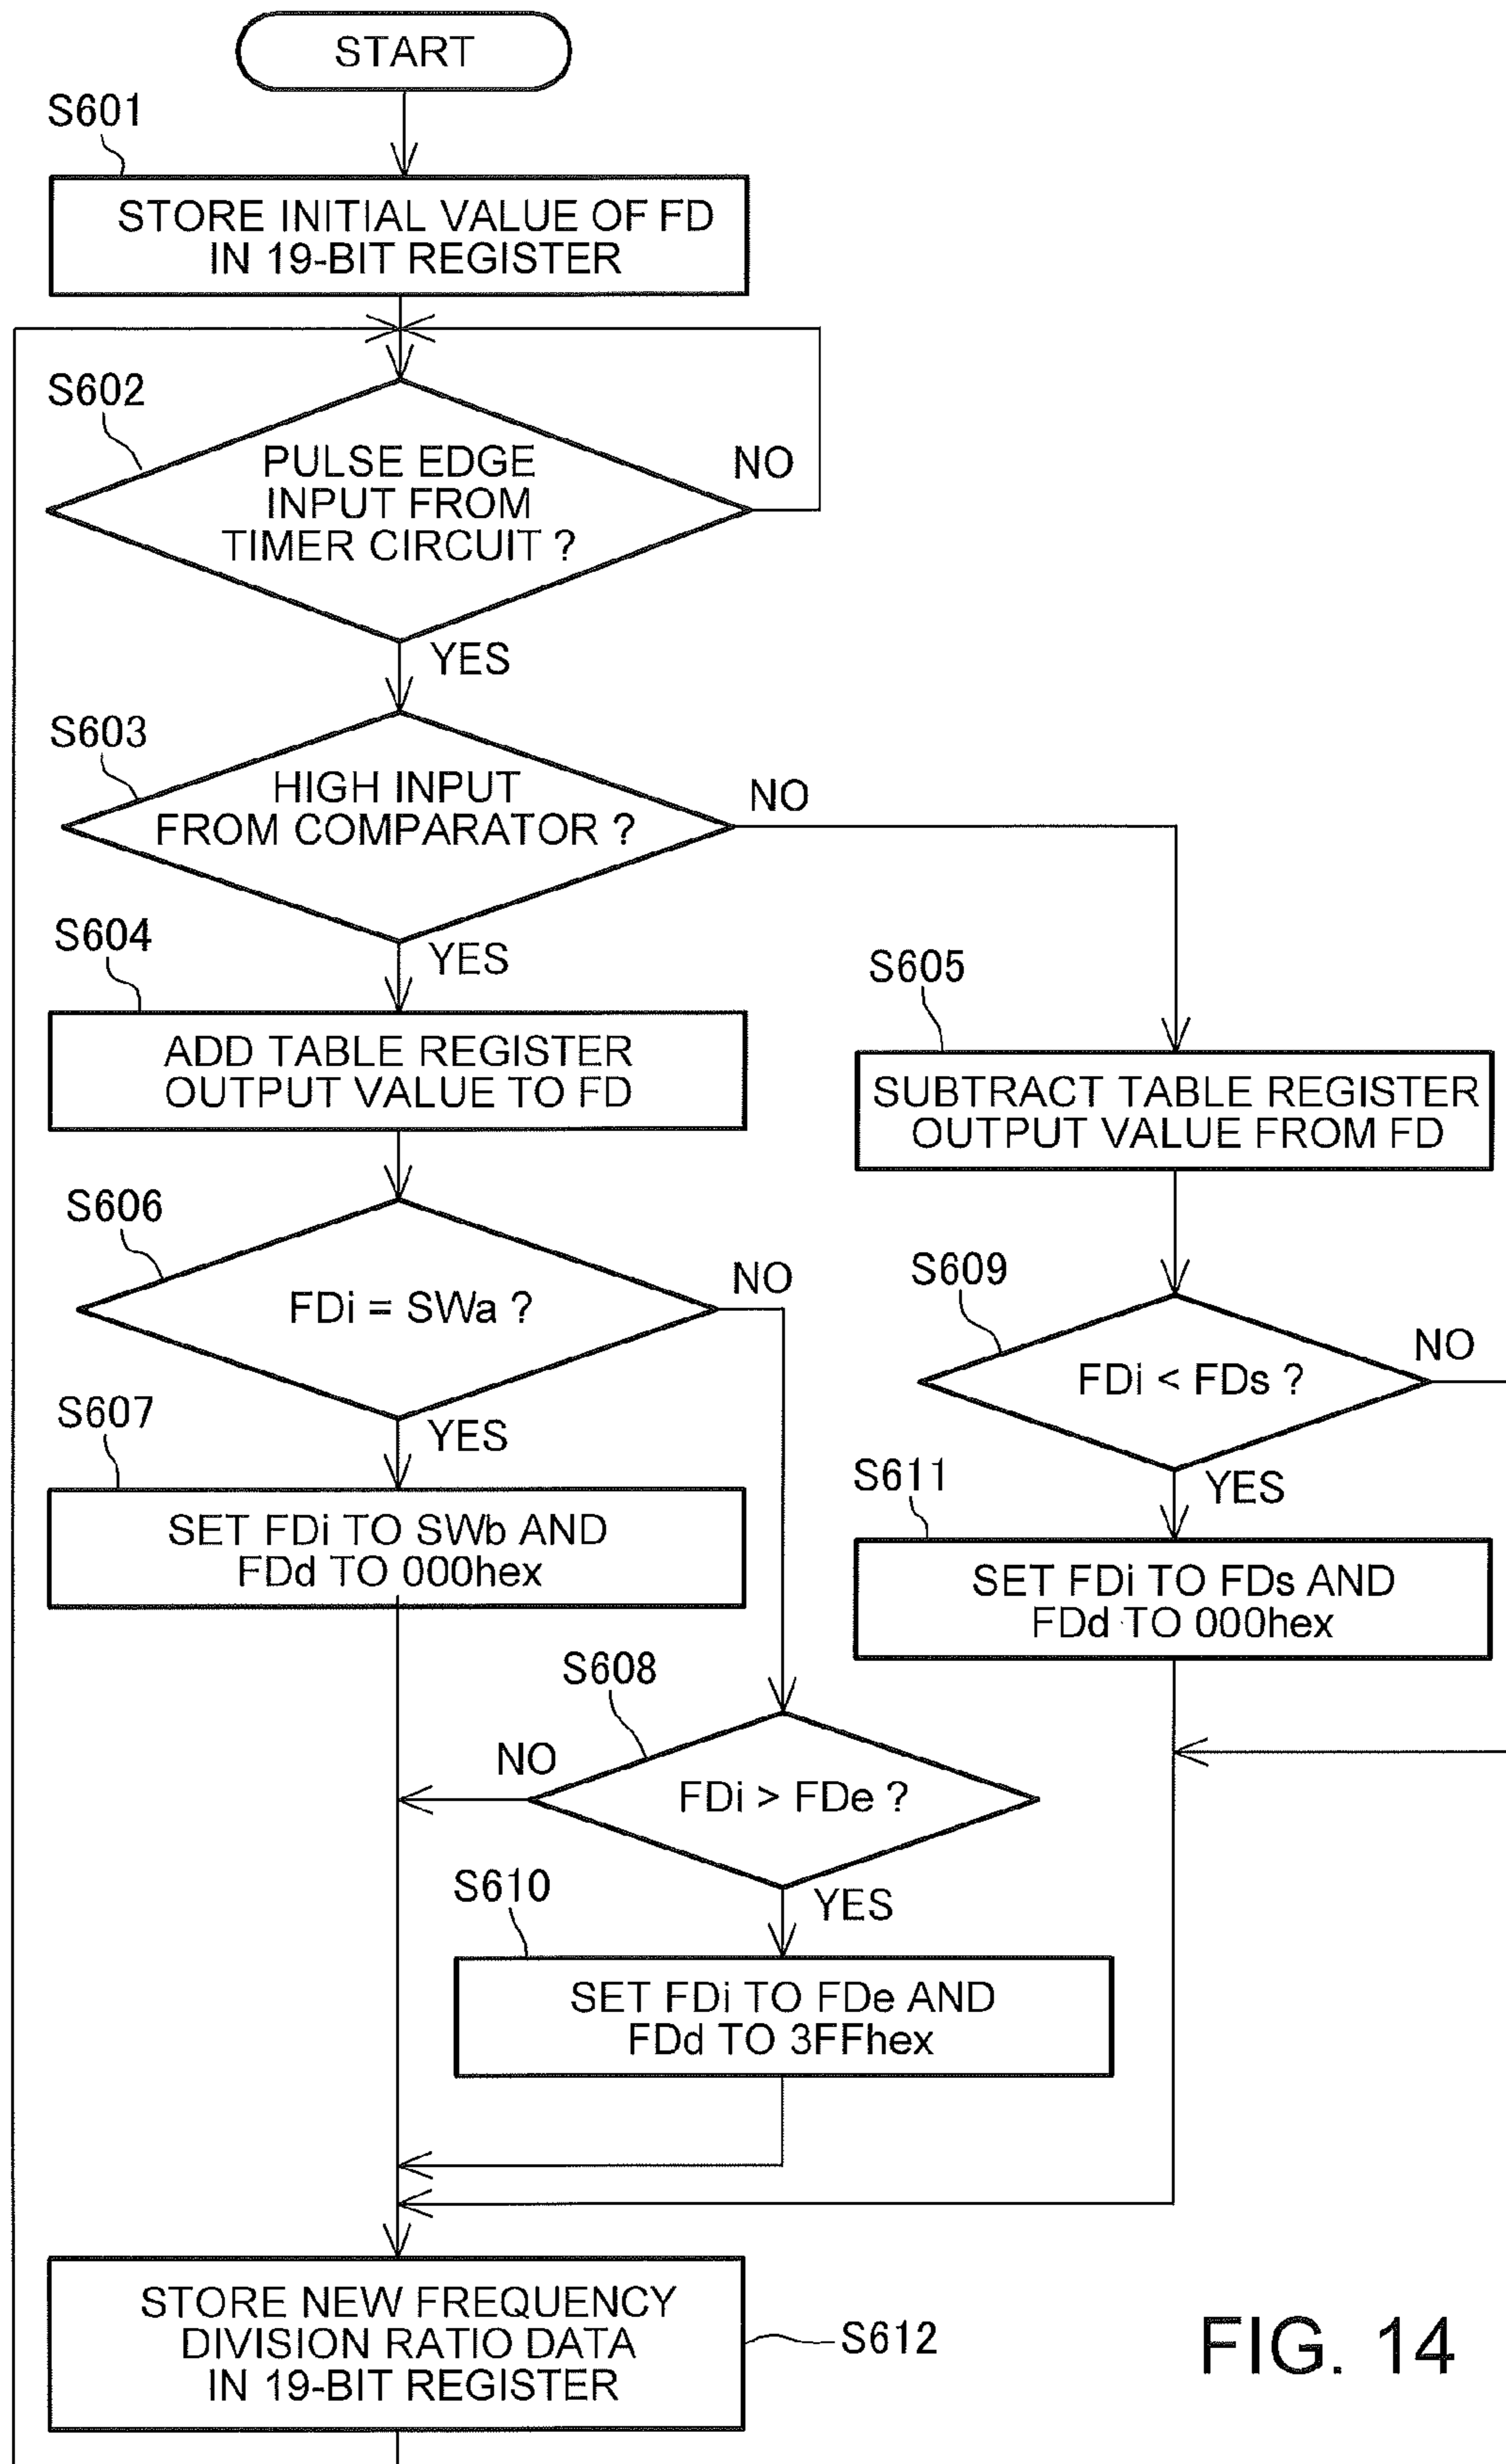 START
S601
STORE INITIAL VALUE OF FD
IN 19-BIT REGISTER
S602
PULSE EDGE
INPUT FROM
TIMER CIRCUIT ?
NO
YES
S603
HIGH INPUT
FROM COMPARATOR ?
NO
YES
S604
ADD TABLE REGISTER
OUTPUT VALUE TO FD
S605
SUBTRACT TABLE REGISTER
OUTPUT VALUE FROM FD
S606
FDi = SWa ?
NO
YES
S609
FDi < FDs ?
NO
YES
S607
SET FDi TO SWb AND
FDd TO 000hex
S611
SET FDi TO FDs AND
FDd TO 000hex
S608
FDi > FDe ?
NO
YES
S610
SET FDi TO FDe AND
FDd TO 3FFhex
STORE NEW FREQUENCY
DIVISION RATIO DATA
IN 19-BIT REGISTER
S612
FIG. 14